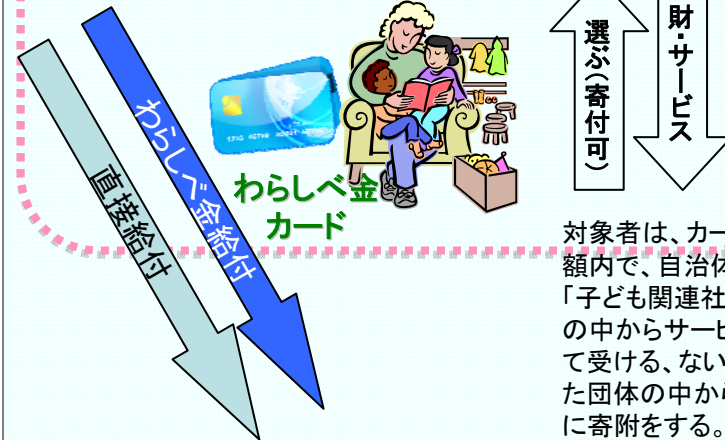 直接給付
わらしべ金給付
わらしべ金
カード
選ぶ(寄付可)
財・サービス
対象者は、カー
額内で、自治体
「子ども関連社
の中からサービ
て受ける、ない
た団体の中から
に寄附をする。